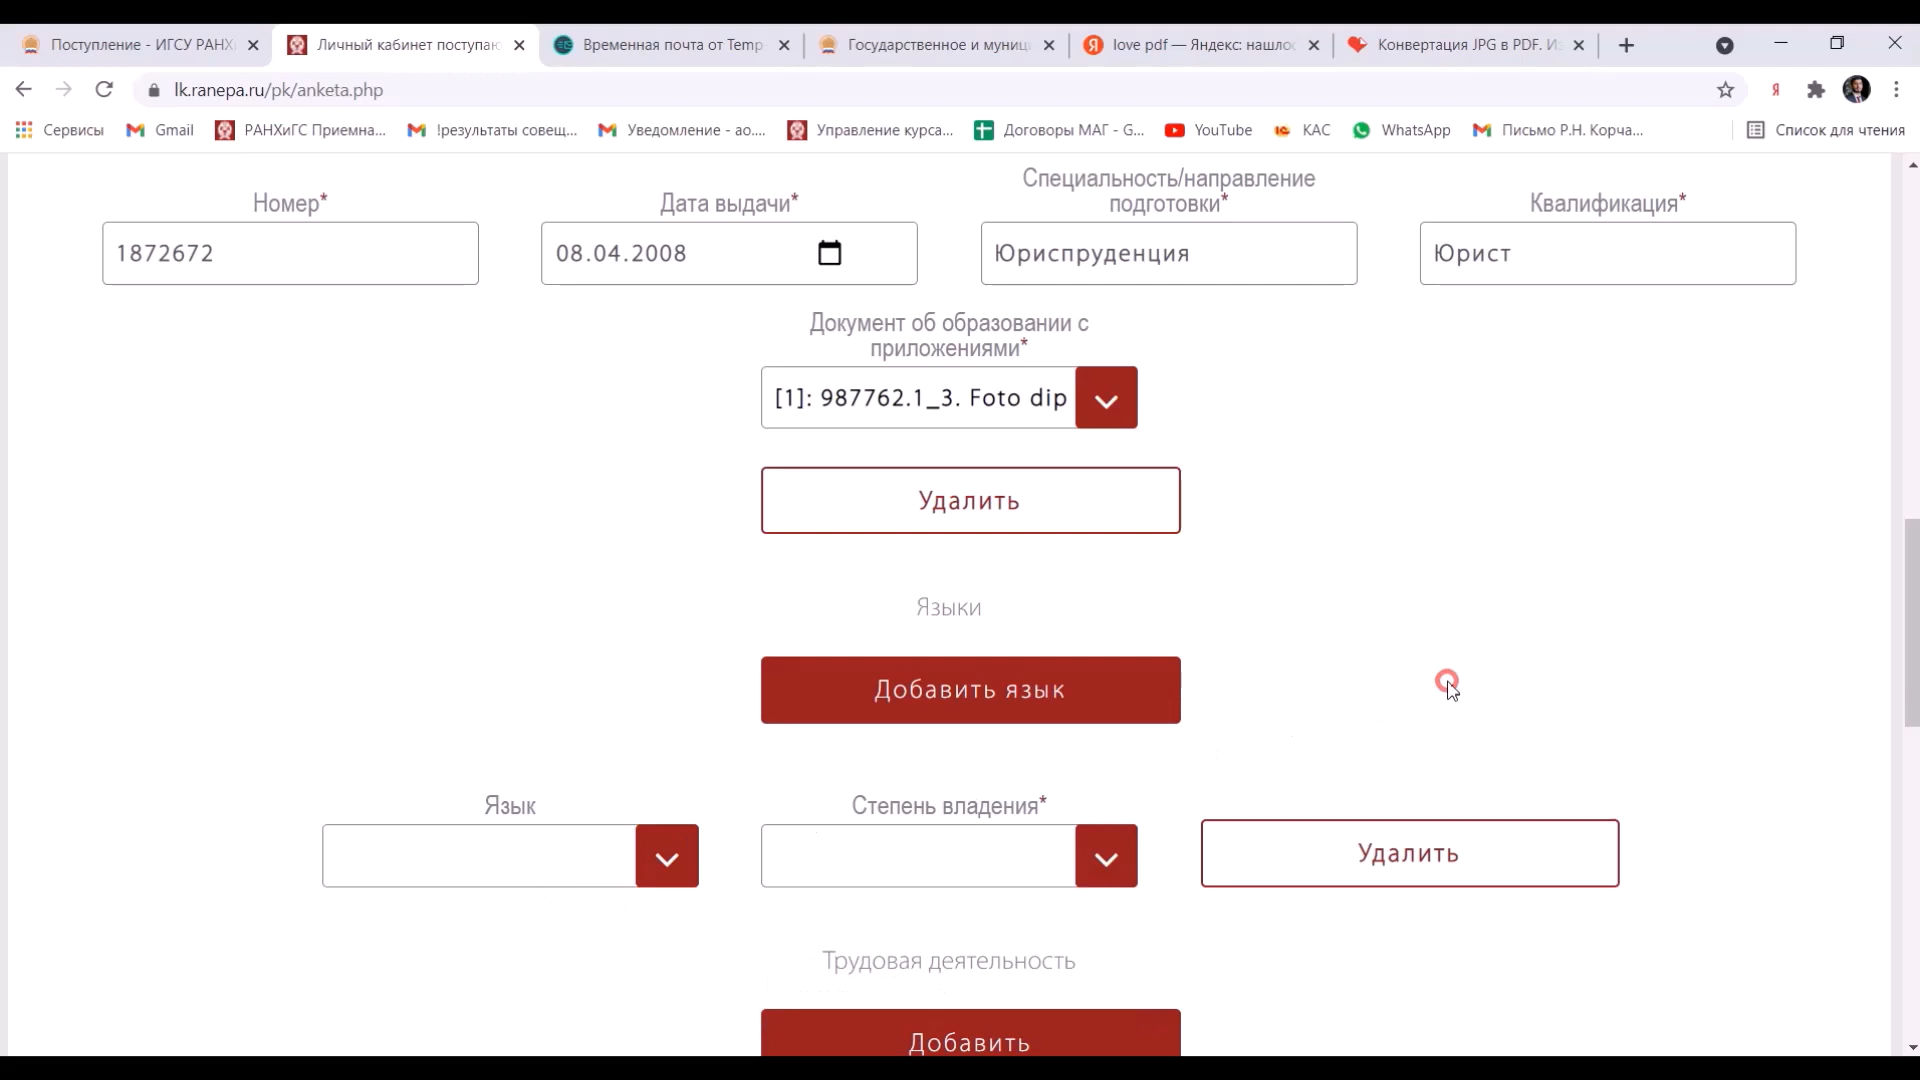 Поступление - ИГСУ РАНХ
Личный кабинет поступаю
Временная почта от Temp
Государственное и муниц
love pdf — Яндекс: нашлос
Конвертация JPG в PDF. И
lk.ranepa.ru/pk/anketa.php
Сервисы
Gmail
РАНХиГС Приемна...
!результаты совещ...
Уведомление - ao....
Управление курса...
Договоры МАГ - G...
YouTube
КАС
WhatsApp
Письмо Р.Н. Корча...
Список для чтения
Номер*
Дата выдачи*
Специальность/направление
подготовки*
Квалификация*
1872672
08.04.2008
Юриспруденция
Юрист
Документ об образовании с
приложениями*
[1]: 987762.1_3. Foto dip
Удалить
Языки
Добавить язык
Язык
Степень владения*
Удалить
Трудовая деятельность
Добавить